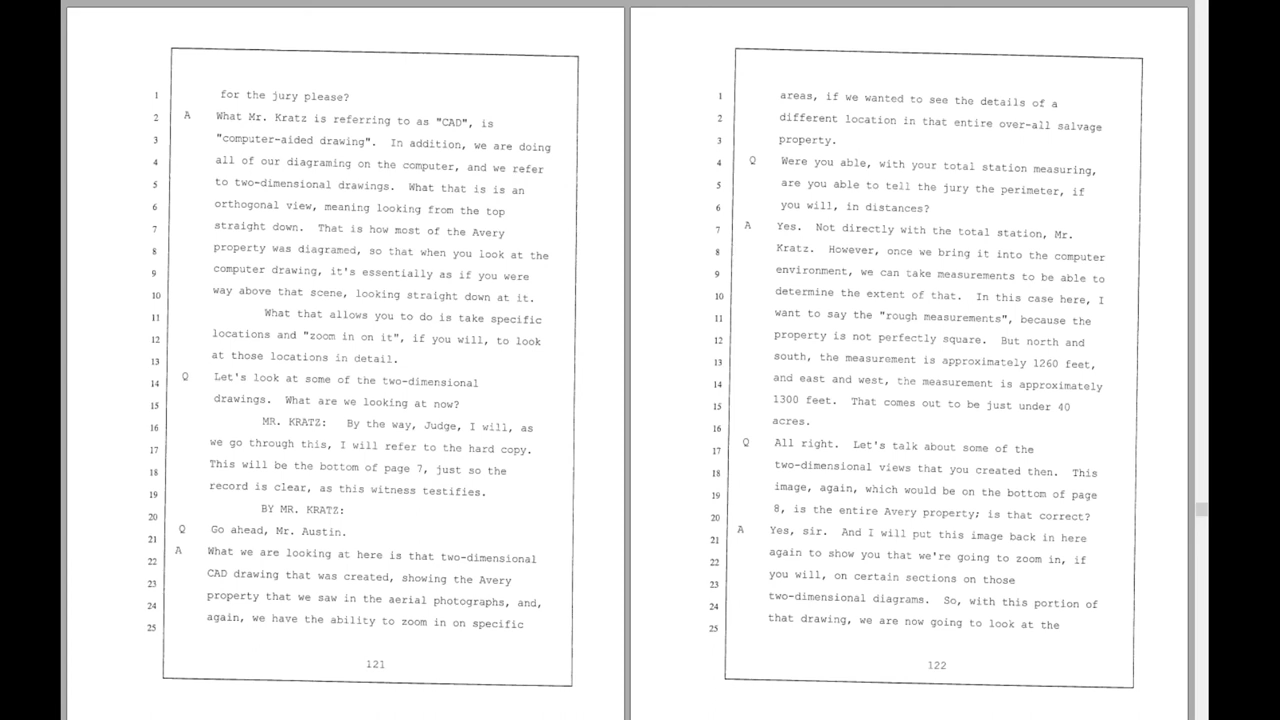 1 for the jury please?
2 A What Mr. Kratz is referring to as "CAD", is
3 "computer-aided drawing". In addition, we are doing
4 all of our diagraming on the computer, and we refer
5 to two-dimensional drawings. What that is is an
6 orthogonal view, meaning looking from the top
7 straight down. That is how most of the Avery
8 property was diagramed, so that when you look at the
9 computer drawing, it's essentially as if you were
10 way above that scene, looking straight down at it.
11 What that allows you to do is take specific
12 locations and "zoom in on it", if you will, to look
13 at those locations in detail.
14 Q Let's look at some of the two-dimensional
15 drawings. What are we looking at now?
16 MR. KRATZ: By the way, Judge, I will, as
17 we go through this, I will refer to the hard copy.
18 This will be the bottom of page 7, just so the
19 record is clear, as this witness testifies.
20 BY MR. KRATZ:
21 Q Go ahead, Mr. Austin.
22 A What we are looking at here is that two-dimensional
23 CAD drawing that was created, showing the Avery
24 property that we saw in the aerial photographs, and,
25 again, we have the ability to zoom in on specific
121
1 areas, if we wanted to see the details of a
2 different location in that entire over-all salvage
3 property.
4 Q Were you able, with your total station measuring,
5 are you able to tell the jury the perimeter, if
6 you will, in distances?
7 A Yes. Not directly with the total station, Mr.
8 Kratz. However, once we bring it into the computer
9 environment, we can take measurements to be able to
10 determine the extent of that. In this case here, I
11 want to say the "rough measurements", because the
12 property is not perfectly square. But north and
13 south, the measurement is approximately 1260 feet,
14 and east and west, the measurement is approximately
15 1300 feet. That comes out to be just under 40
16 acres.
17 Q All right. Let's talk about some of the
18 two-dimensional views that you created then. This
19 image, again, which would be on the bottom of page
20 8, is the entire Avery property; is that correct?
21 A Yes, sir. And I will put this image back in here
22 again to show you that we're going to zoom in, if
23 you will, on certain sections on those
24 two-dimensional diagrams. So, with this portion of
25 that drawing, we are now going to look at the
122